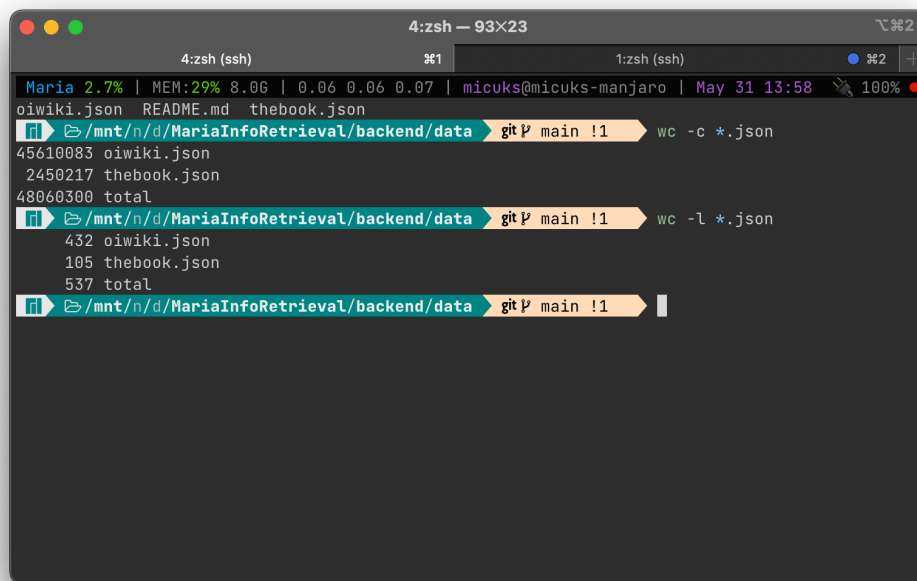 4:zsh — 93×23
⌥⌘2
4:zsh (ssh) ⌘1 1:zsh (ssh) ⌘2 +
Maria 2.7% | MEM:29% 8.0G | 0.06 0.06 0.07 | micuks@micuks-manjaro | May 31 13:58 100%
oiwiki.json README.md thebook.json
/mnt/n/d/MariaInfoRetrieval/backend/data git main !1 wc -c *.json
45610083 oiwiki.json
2450217 thebook.json
48060300 total
/mnt/n/d/MariaInfoRetrieval/backend/data git main !1 wc -l *.json
432 oiwiki.json
105 thebook.json
537 total
/mnt/n/d/MariaInfoRetrieval/backend/data git main !1